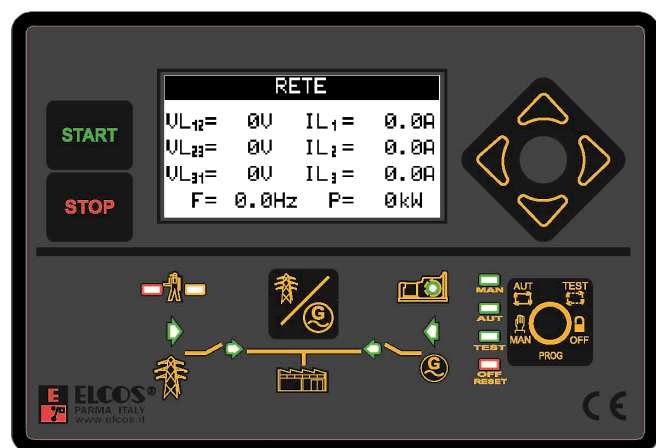 RETE
START
VL12= 0V IL1= 0.0A
VL23= 0V IL2= 0.0A
VL31= 0V IL3= 0.0A
STOP
F= 0.0Hz P= 0kW
AUT TEST
MAN
G
AUT
MAN OFF
TEST
PROG
G
OFF
RESET
E ELCOS®
PARMA ITALY
www.elcos.it
CE